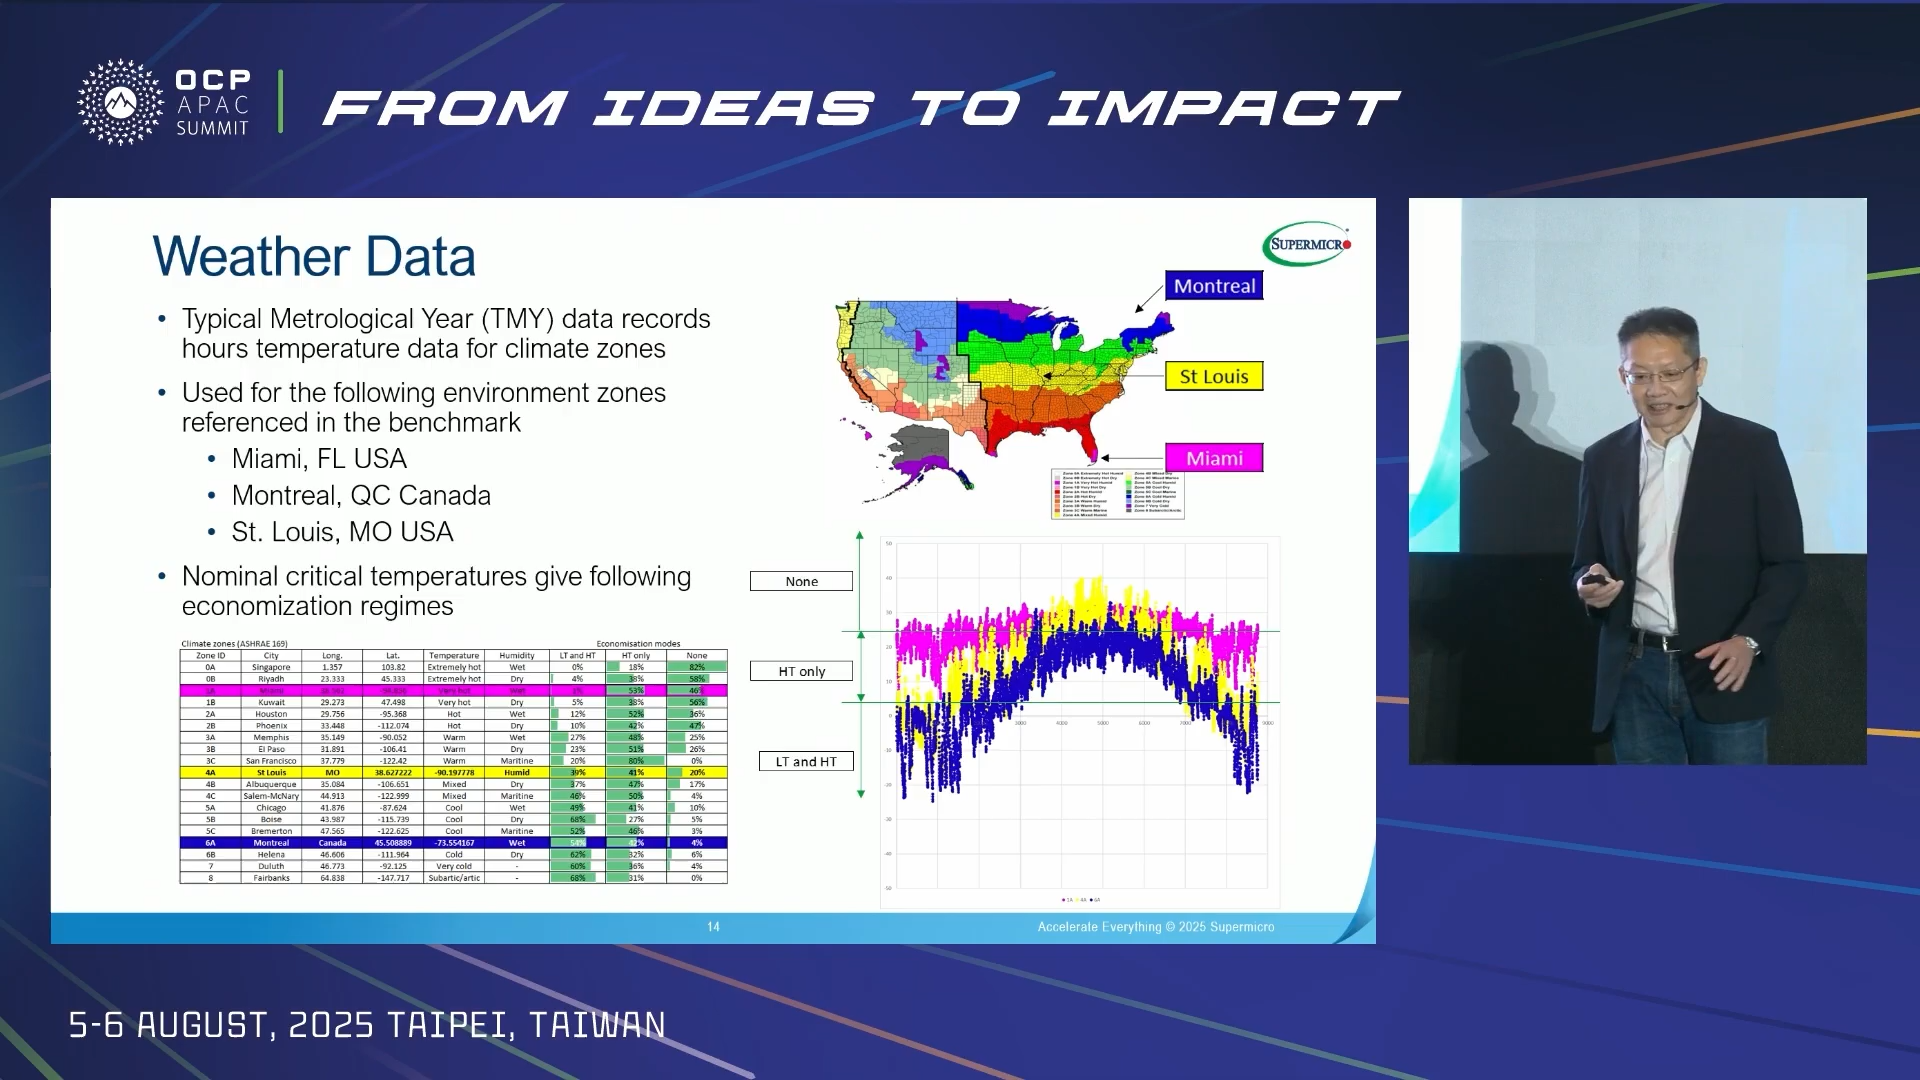 OCP
APAC
SUMMIT
FROM IDEAS TO IMPACT
Weather Data
SUPERMICRO
• Typical Metrological Year (TMY) data records
hours temperature data for climate zones
• Used for the following environment zones
referenced in the benchmark
• Miami, FL USA
• Montreal, QC Canada
• St. Louis, MO USA
• Nominal critical temperatures give following
economization regimes
Montreal
St Louis
Miami
None
HT only
LT and HT
Climate zones (ASHRAE 169) Economisation modes
Zone ID City Long. Lat. Temperature Humidity LT and HT HT only None
0A Singapore 1.357 103.82 Extremely hot Wet 0% 18% 82%
0B Riyadh 23.333 45.333 Extremely hot Dry 4% 38% 58%
1A Miami Very hot Wet 53% 46%
1B Kuwait 29.273 47.498 Very hot Dry 5% 38% 56%
2A Houston 29.756 -95.368 Hot Wet 12% 52% 36%
2B Phoenix 33.448 -112.074 Hot Dry 10% 42% 47%
3A Memphis 35.149 -90.052 Warm Wet 27% 48% 25%
3B El Paso 31.891 -106.41 Warm Dry 23% 51% 26%
3C San Francisco 37.779 -122.42 Warm Maritine 20% 80% 0%
4A St Louis MO 38.627222 -90.197778 Humid 39% 41% 20%
4B Albuquerque 35.084 -106.651 Mixed Dry 37% 47% 17%
4C Salem-McNary 44.913 -122.999 Mixed Maritine 46% 50% 4%
5A Chicago 41.876 -87.624 Cool Wet 49% 41% 10%
5B Boise 43.987 -115.739 Cool Dry 68% 27% 5%
5C Bremerton 47.565 -122.625 Cool Maritine 52% 46% 3%
6A Montreal Canada 45.508889 -73.554167 Wet 54% 42% 4%
6B Helena 46.606 -111.964 Cold Dry 62% 32% 6%
7 Duluth 46.773 -92.125 Very cold - 60% 36% 4%
8 Fairbanks 64.838 -147.717 Subartic/artic - 68% 31% 0%
14
Accelerate Everything © 2025 Supermicro
5-6 AUGUST, 2025 TAIPEI, TAIWAN